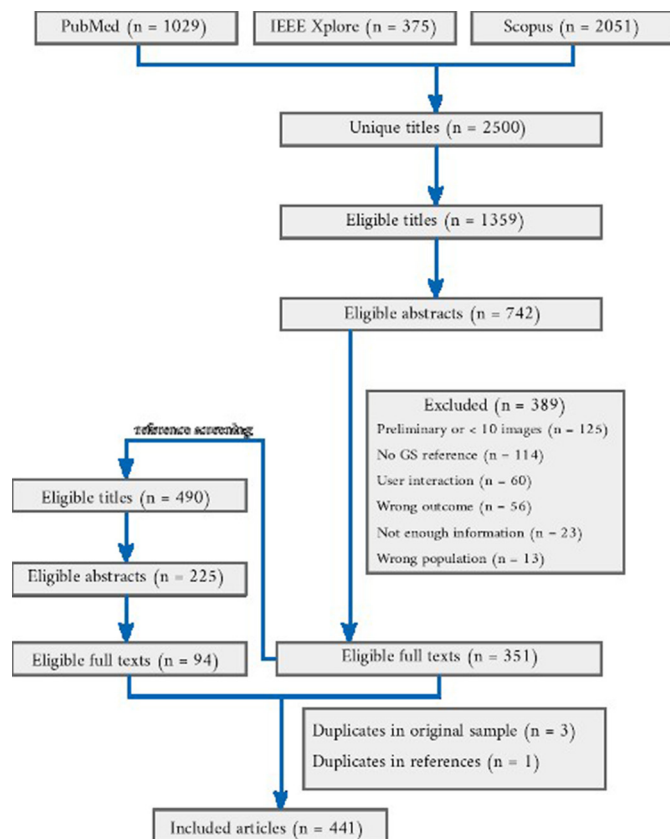 PubMed (n = 1029)
IEEE Xplore (n = 375)
Scopus (n = 2051)
Unique titles (n = 2500)
Eligible titles (n = 1359)
Eligible abstracts (n = 742)
Excluded (n = 389)
Preliminary or < 10 images (n – 125)
No GS reference (n – 114)
User interaction (n – 60)
Wrong outcome (n – 56)
Not enough information (n – 23)
Wrong population (n – 13)
reference screening
Eligible titles (n = 490)
Eligible abstracts (n = 225)
Eligible full texts (n = 94)
Eligible full texts (n = 351)
Duplicates in original sample (n = 3)
Duplicates in references (n = 1)
Included articles (n = 441)